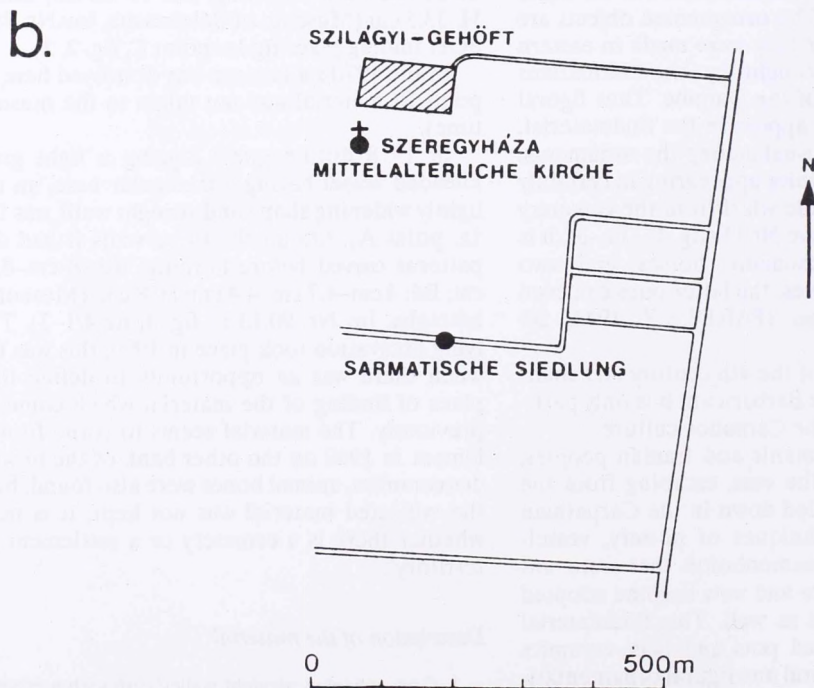 b.
SZILÁGYI – GEHÖFT
SZEREGYHÁZA
MITTELALTERLICHE KIRCHE
N
SARMATISCHE SIEDLUNG
0 500m